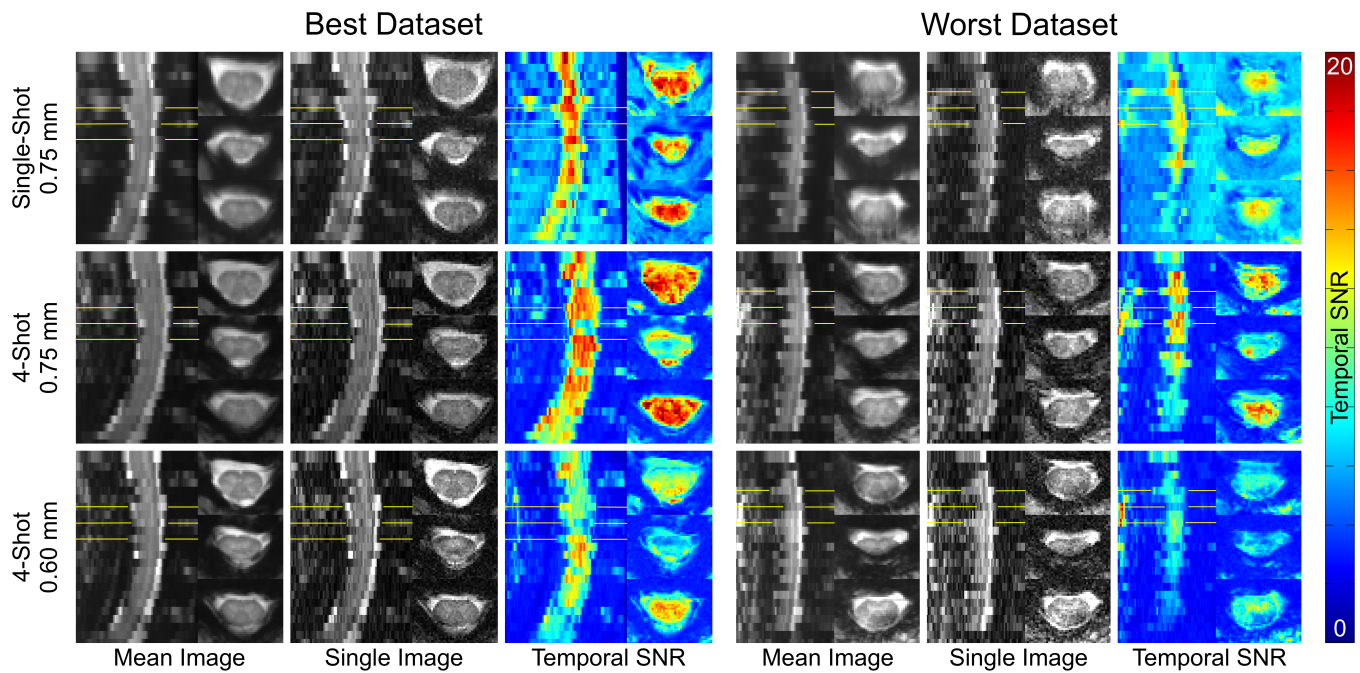 Best Dataset
Worst Dataset
Single-Shot
0.75 mm
4-Shot
0.75 mm
4-Shot
0.60 mm
20
Temporal SNR
0
Mean Image
Single Image
Temporal SNR
Mean Image
Single Image
Temporal SNR